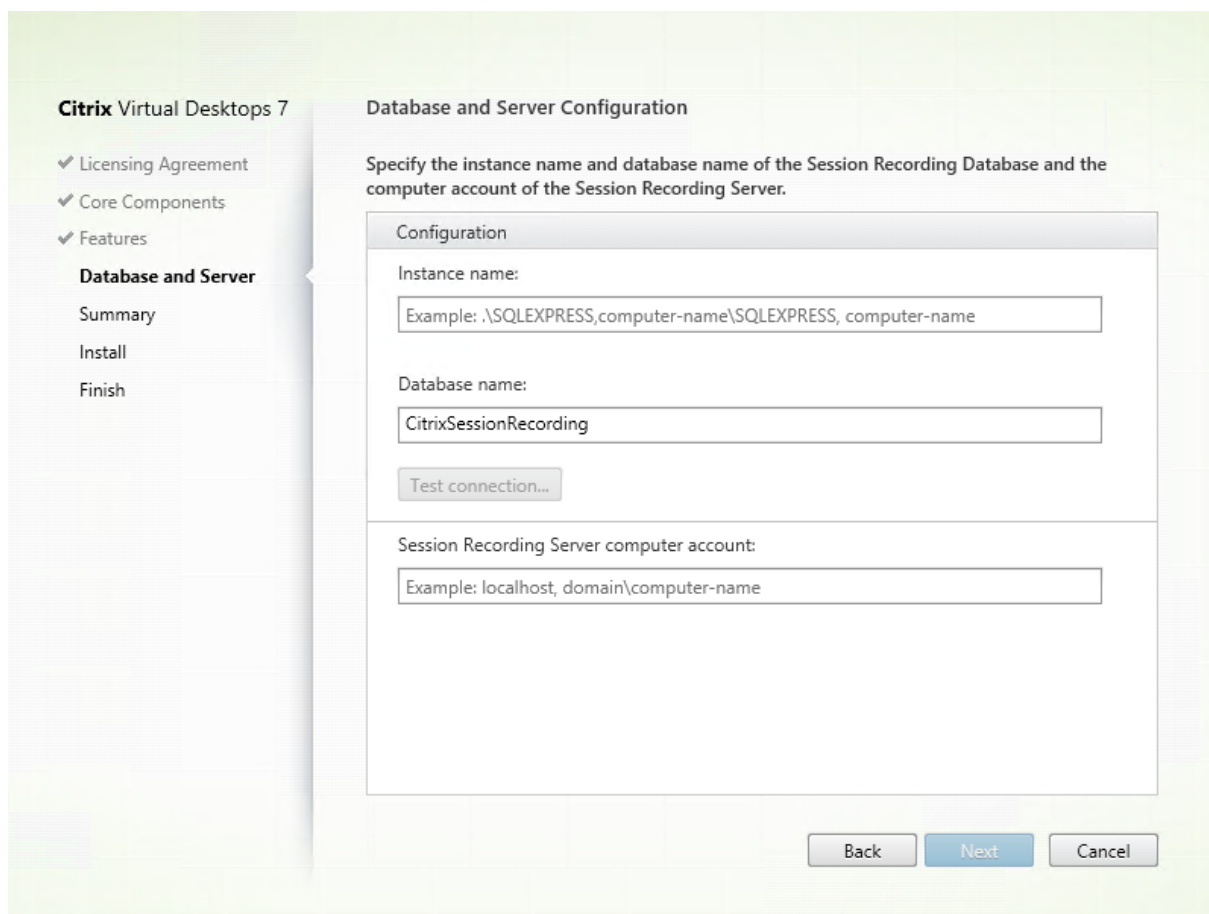 Citrix Virtual Desktops 7
Licensing Agreement
Core Components
Features
Database and Server
Summary
Install
Finish
Database and Server Configuration
Specify the instance name and database name of the Session Recording Database and the
computer account of the Session Recording Server.
Configuration
Instance name:
Example: .\SQLEXPRESS,computer-name\SQLEXPRESS, computer-name
Database name:
CitrixSessionRecording
Test connection...
Session Recording Server computer account:
Example: localhost, domain\computer-name
Back
Next
Cancel